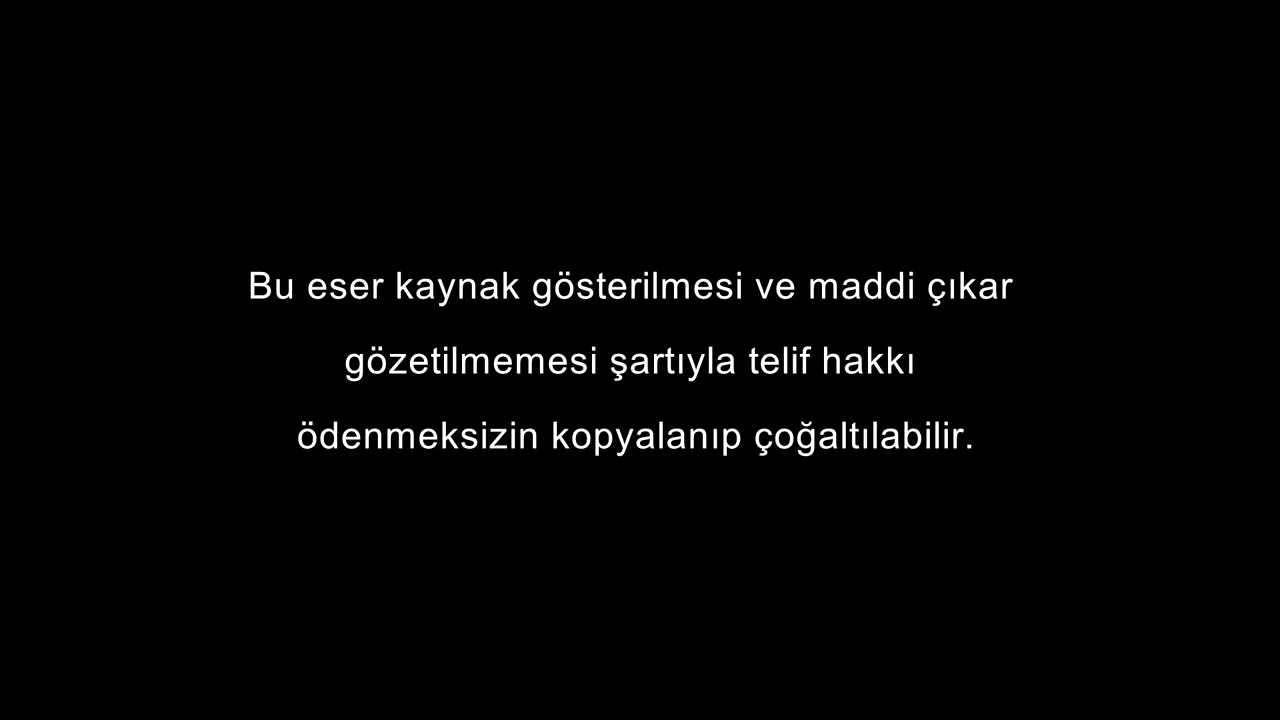 Bu eser kaynak gösterilmesi ve maddi çıkar
gözetilmemesi şartıyla telif hakkı
ödenmeksizin kopyalanıp çoğaltılabilir.